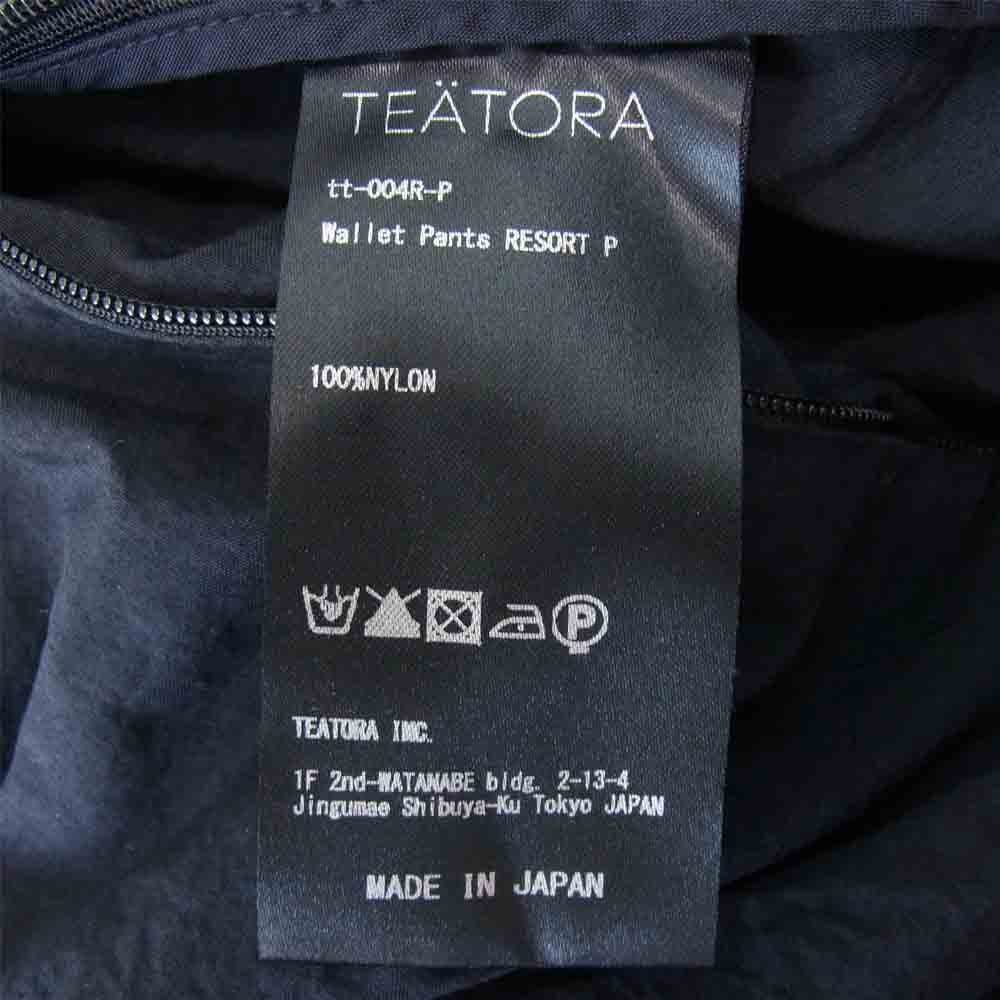 TEÄTORA
tt-004R-P
Wallet Pants RESORT P
100%NYLON
P
TEATORA INC.
1F 2nd-WATANABE bldg. 2-13-4
Jingumae Shibuya-Ku Tokyo JAPAN
MADE IN JAPAN